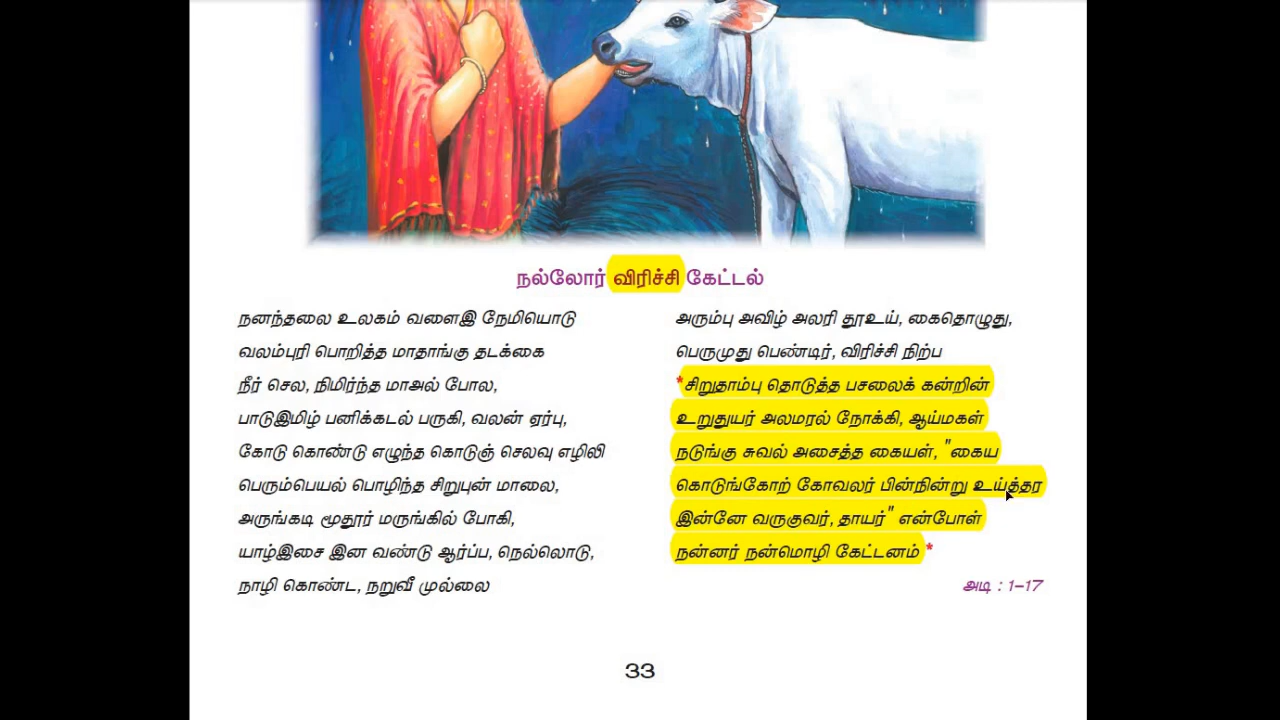 நல்லோர் விரிச்சி கேட்டல்
நனந்தலை உலகம் வளைஇ நேமியொடு
வலம்புரி பொறித்த மாதாங்கு தடக்கை
நீர் செல, நிமிர்ந்த மாஅல் போல,
பாடுஇமிழ் பனிக்கடல் பருகி, வலன் ஏர்பு,
கோடு கொண்டு எழுந்த கொடுஞ் செலவு எழிலி
பெரும்பெயல் பொழிந்த சிறுபுன் மாலை,
அருங்கடி மூதூர் மருங்கில் போகி,
யாழ்இசை இன வண்டு ஆர்ப்ப, நெல்லொடு,
நாழி கொண்ட, நறுவீ முல்லை
அரும்பு அவிழ் அலரி தூஉய், கைதொழுது,
பெருமுது பெண்டிர், விரிச்சி நிற்ப
*சிறுதாம்பு தொடுத்த பசலைக் கன்றின்
உறுதுயர் அலமரல் நோக்கி, ஆய்மகள்
நடுங்கு சுவல் அசைத்த கையள், "கைய
கொடுங்கோற் கோவலர் பின்நின்று உய்த்தர
இன்னே வருகுவர், தாயர்" என்போள்
நன்னர் நன்மொழி கேட்டனம் *
அடி : 1–17
33